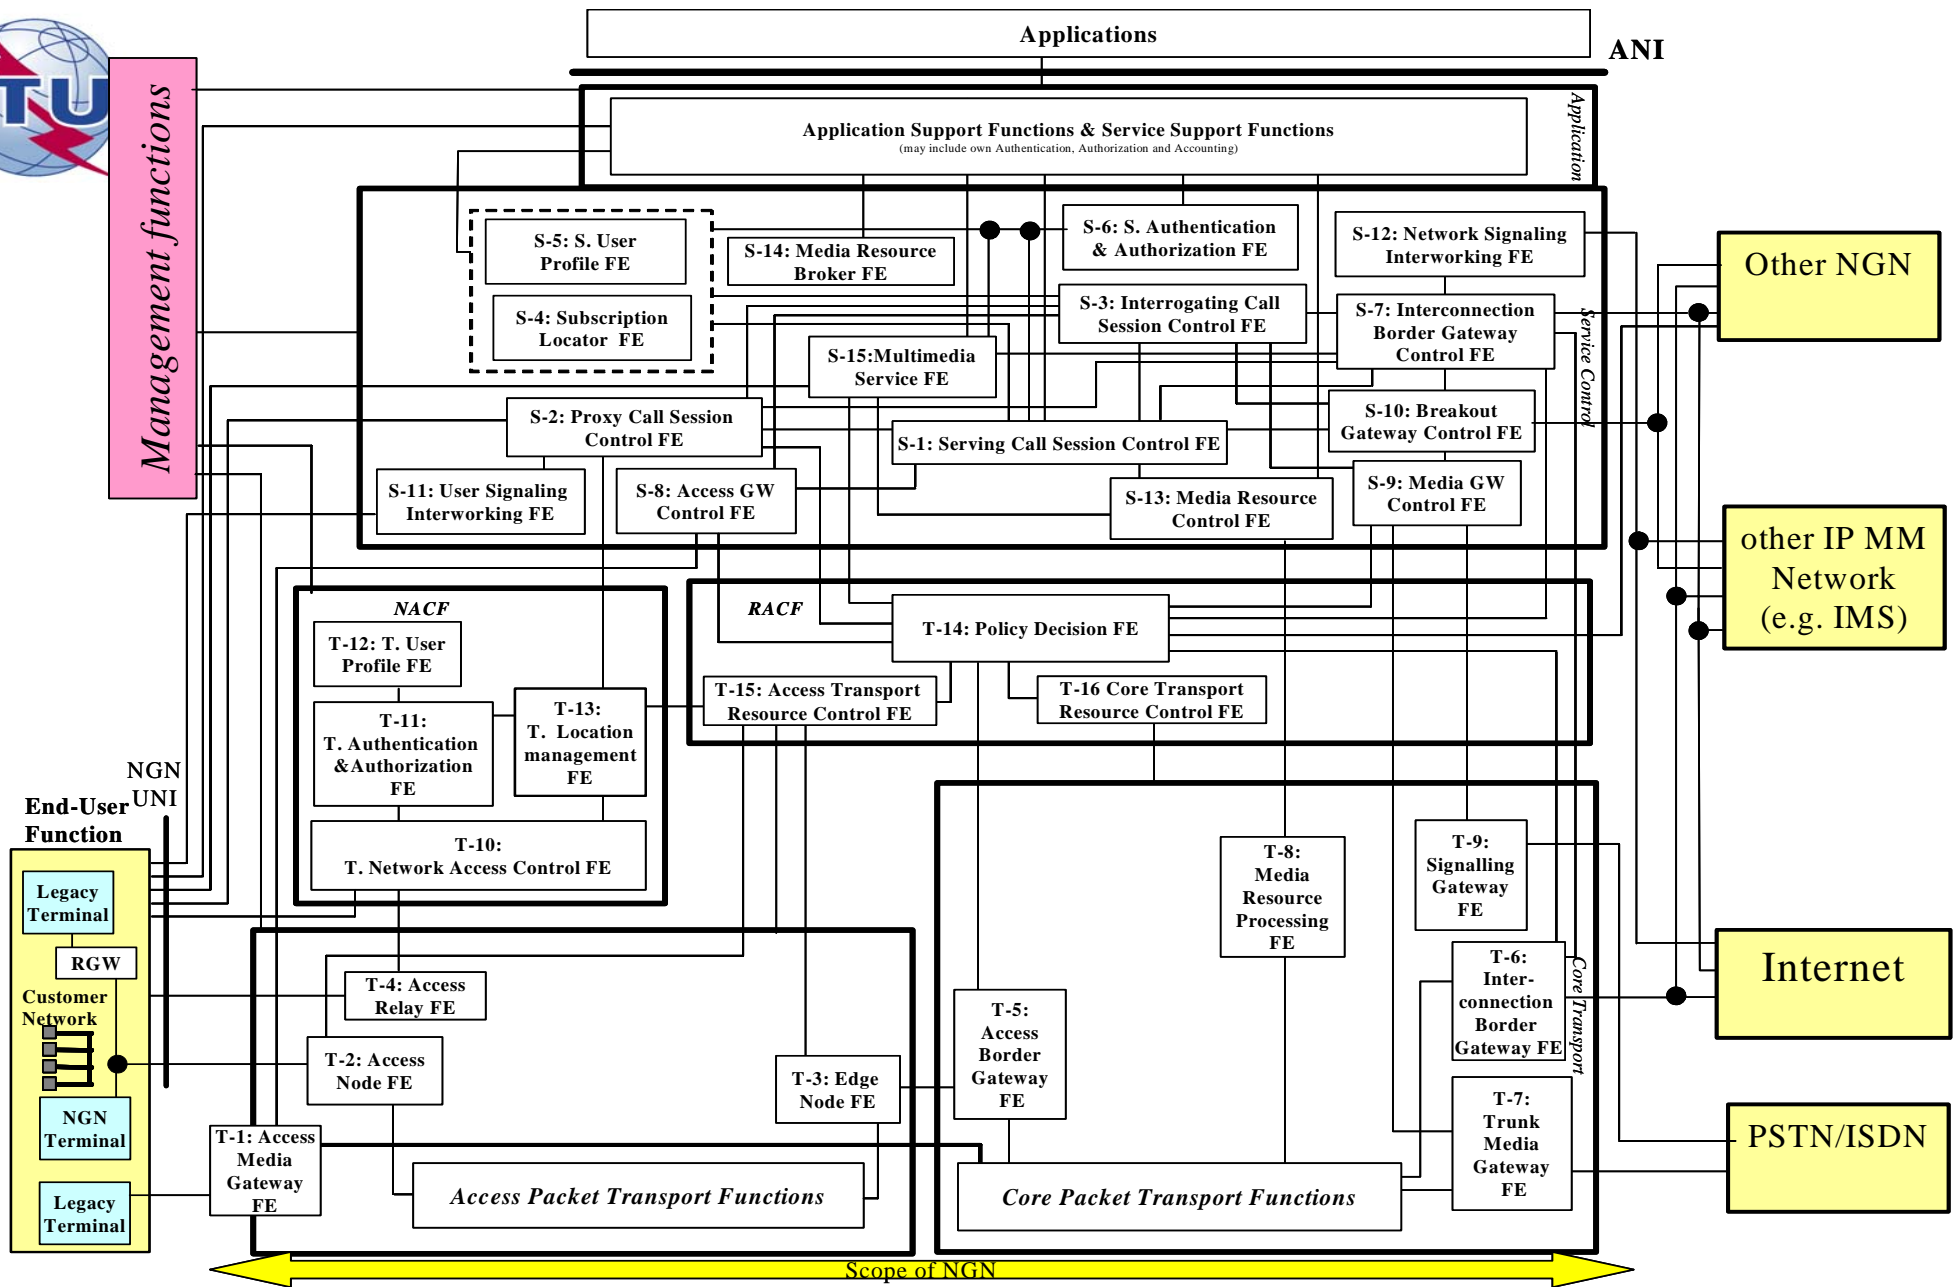 Applications
ANI
ITU
Management functions
Application
Application Support Functions & Service Support Functions
(may include own Authentication, Authorization and Accounting)
S-5: S. User
Profile FE
S-14: Media Resource
Broker FE
S-6: S. Authentication
& Authorization FE
S-12: Network Signaling
Interworking FE
Other NGN
S-4: Subscription
Locator FE
S-3: Interrogating Call
Session Control FE
S-7: Interconnection
Border Gateway
Control FE
Service Control
S-15:Multimedia
Service FE
S-2: Proxy Call Session
Control FE
S-1: Serving Call Session Control FE
S-10: Breakout
Gateway Control FE
S-11: User Signaling
Interworking FE
S-8: Access GW
Control FE
S-13: Media Resource
Control FE
S-9: Media GW
Control FE
other IP MM
Network
(e.g. IMS)
NACF
RACF
T-12: T. User
Profile FE
T-14: Policy Decision FE
T-15: Access Transport
Resource Control FE
T-16 Core Transport
Resource Control FE
T-11:
T. Authentication
&Authorization
FE
T-13:
T. Location
management
FE
T-10:
T. Network Access Control FE
NGN
UNI
End-User
Function
Legacy
Terminal
RGW
Customer
Network
NGN
Terminal
Legacy
Terminal
T-4: Access
Relay FE
T-2: Access
Node FE
T-3: Edge
Node FE
T-1: Access
Media
Gateway
FE
Access Packet Transport Functions
T-5:
Access
Border
Gateway
FE
T-8:
Media
Resource
Processing
FE
T-9:
Signalling
Gateway
FE
T-6:
Inter-
connection
Border
Gateway FE
Core Transport
T-7:
Trunk
Media
Gateway
FE
Core Packet Transport Functions
Internet
PSTN/ISDN
Scope of NGN